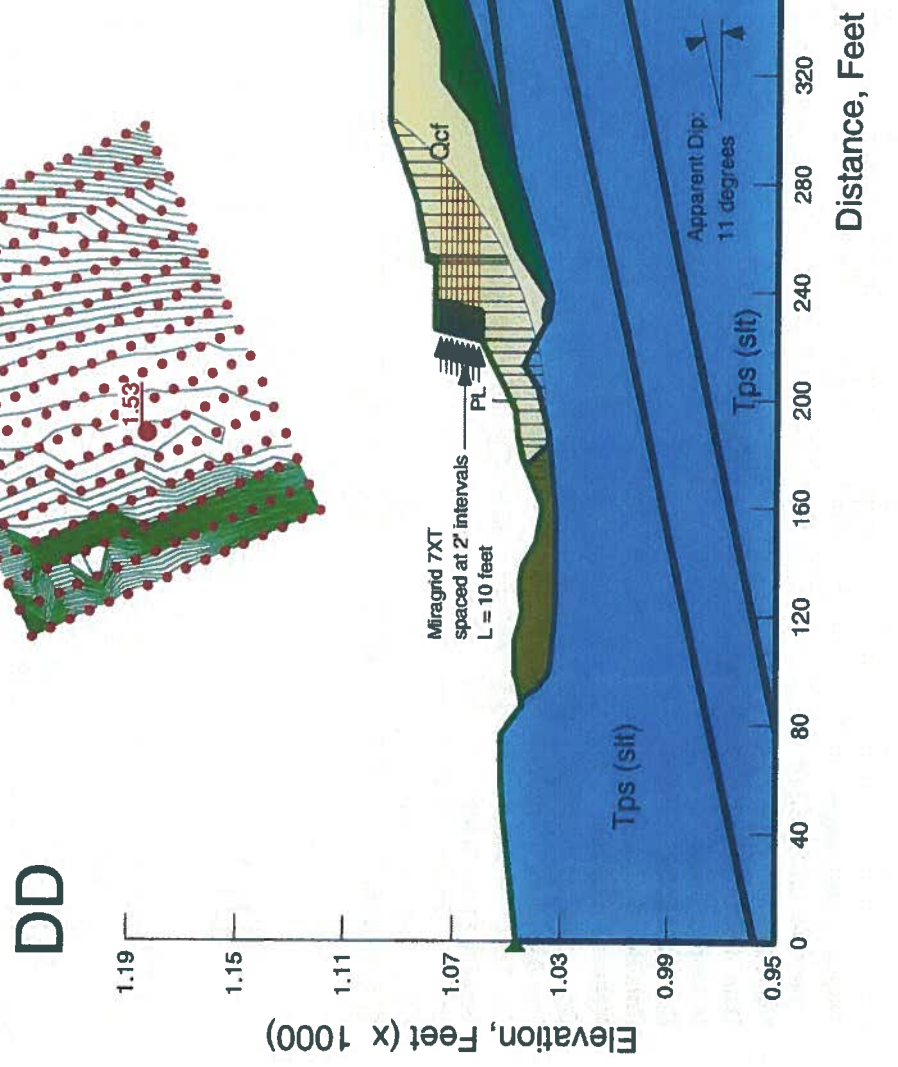 DD
1.53
Elevation, Feet (x 1000)
1.19
1.15
1.11
1.07
1.03
0.99
0.95
Miragrid 7XT
spaced at 2' intervals
L = 10 feet
PL
Qcf
Tps (slt)
Tps (slt)
Apparent Dip:
11 degrees
0
40
80
120
160
200
240
280
320
Distance, Feet